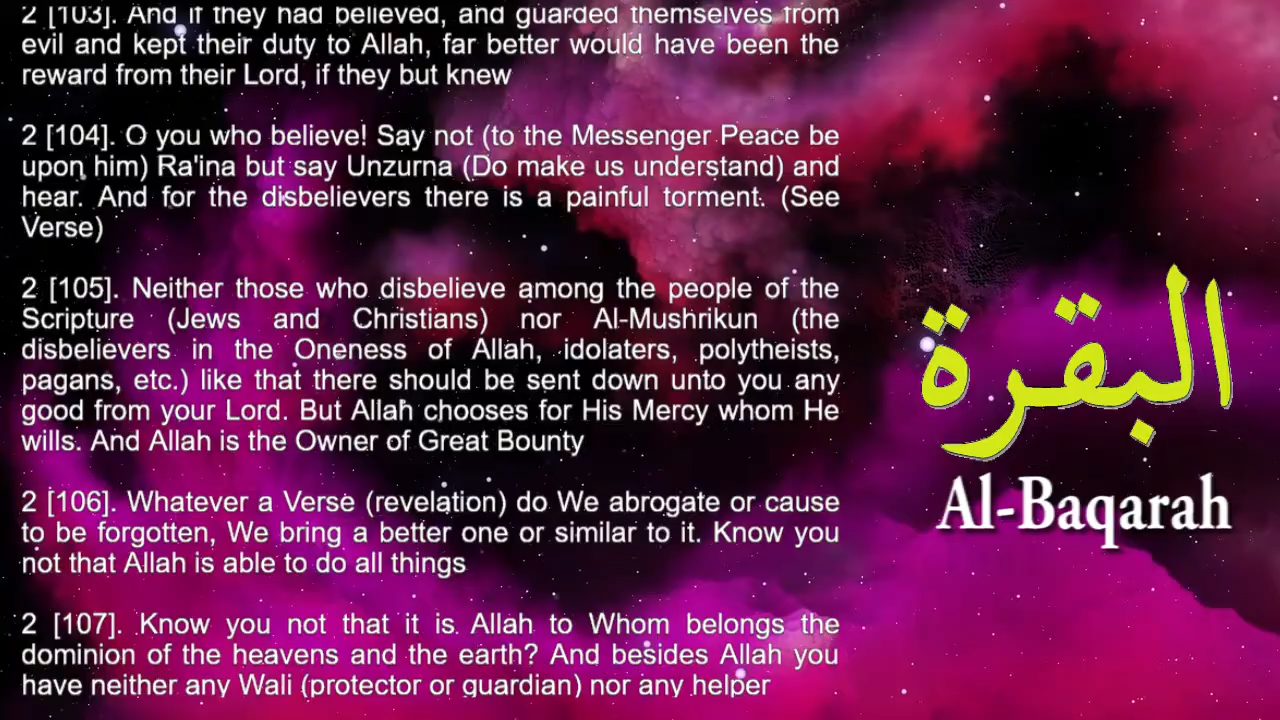 2 [103]. And if they had believed, and guarded themselves from
evil and kept their duty to Allah, far better would have been the
reward from their Lord, if they but knew
2 [104]. O you who believe! Say not (to the Messenger Peace be
upon him) Ra'ina but say Unzurna (Do make us understand) and
hear. And for the disbelievers there is a painful torment. (See
Verse)
2 [105]. Neither those who disbelieve among the people of the
Scripture (Jews and Christians) nor Al-Mushrikun (the
disbelievers in the Oneness of Allah, idolaters, polytheists,
pagans, etc.) like that there should be sent down unto you any
good from your Lord. But Allah chooses for His Mercy whom He
wills. And Allah is the Owner of Great Bounty
2 [106]. Whatever a Verse (revelation) do We abrogate or cause
to be forgotten, We bring a better one or similar to it. Know you
not that Allah is able to do all things
2 [107]. Know you not that it is Allah to Whom belongs the
dominion of the heavens and the earth? And besides Allah you
have neither any Wali (protector or guardian) nor any helper
البقرة
Al-Baqarah